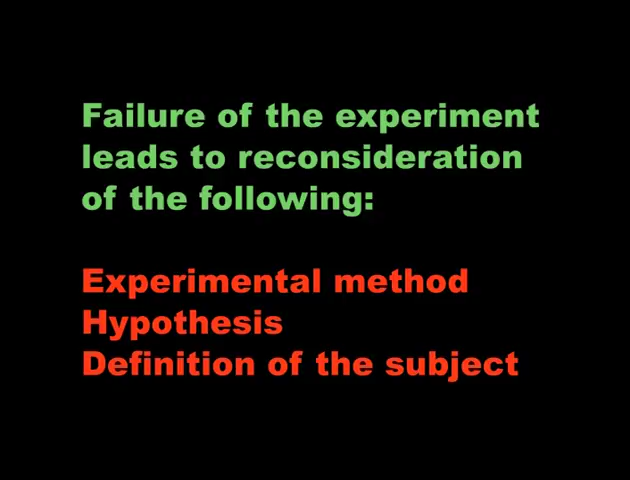 Failure of the experiment
leads to reconsideration
of the following:
Experimental method
Hypothesis
Definition of the subject